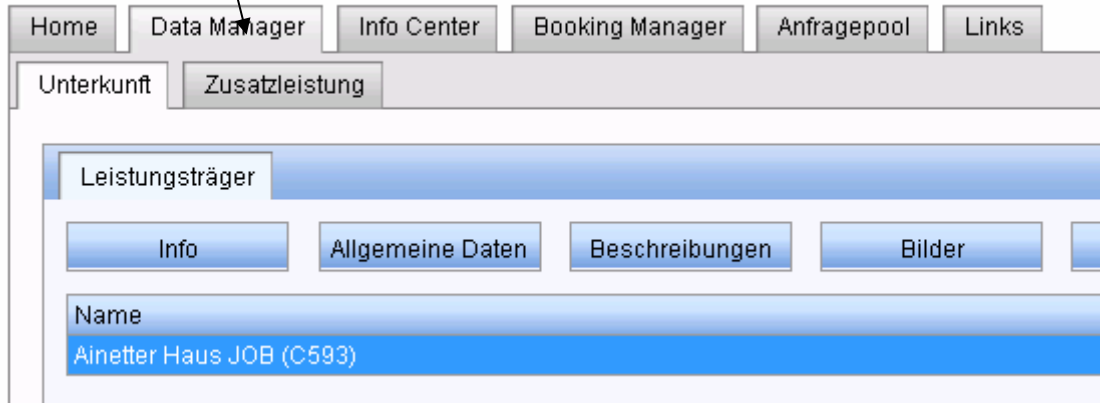 Home Data Manager Info Center Booking Manager Anfragepool Links
Unterkunft Zusatzleistung
Leistungsträger
Info Allgemeine Daten Beschreibungen Bilder
Name
Ainetter Haus JOB (C593)